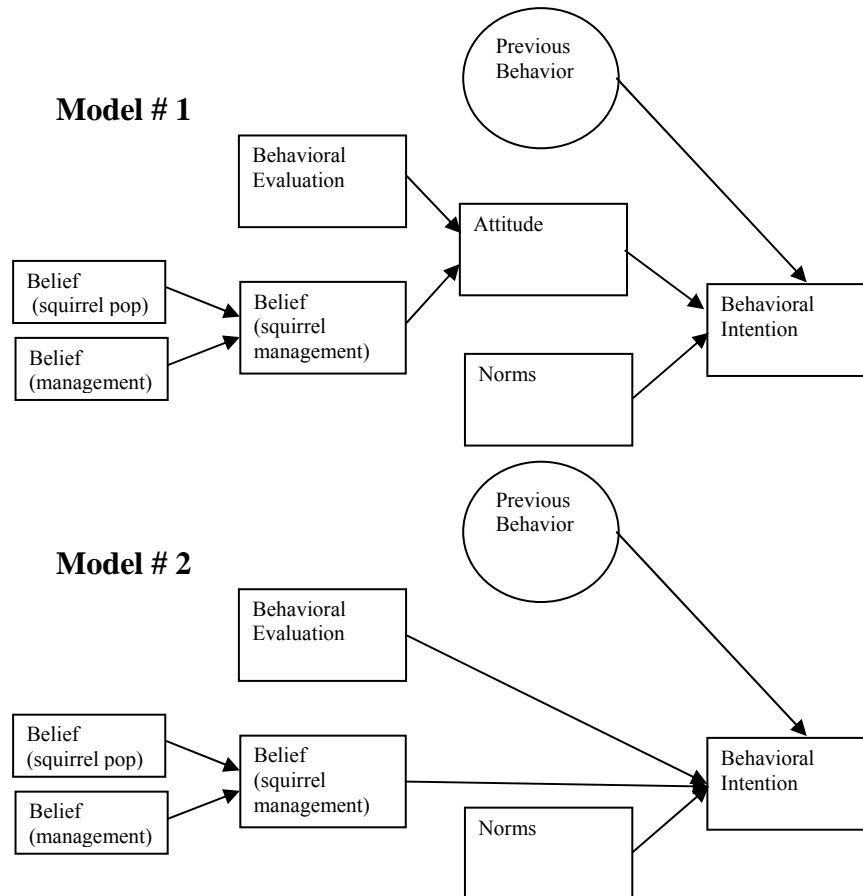 Previous
Behavior
Model # 1
Behavioral
Evaluation
Attitude
Belief
(squirrel pop)
Belief
(squirrel
management)
Behavioral
Intention
Belief
(management)
Norms
Previous
Behavior
Model # 2
Behavioral
Evaluation
Belief
(squirrel pop)
Belief
(squirrel
management)
Behavioral
Intention
Belief
(management)
Norms